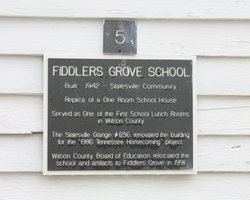 5
FIDDLERS GROVE SCHOOL
Built - 1942 - Statesville Community
Replica of a One Room School House
Served as One of the First School Lunch Rooms
in Wilson County
The Statesville Grange #1236, renovated the building
for the "1986 Tennessee Homecoming" project
Wilson County Board of Education relocated the
school and artifacts to Fiddlers Grove in 1991